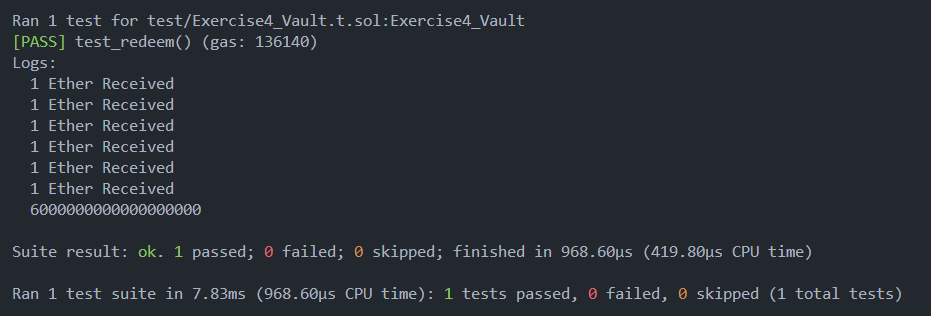 Ran 1 test for test/Exercise4_Vault.t.sol:Exercise4_Vault
[PASS] test_redeem() (gas: 136140)
Logs:
1 Ether Received
1 Ether Received
1 Ether Received
1 Ether Received
1 Ether Received
1 Ether Received
6000000000000000000
Suite result: ok. 1 passed; 0 failed; 0 skipped; finished in 968.60µs (419.80µs CPU time)
Ran 1 test suite in 7.83ms (968.60µs CPU time): 1 tests passed, 0 failed, 0 skipped (1 total tests)